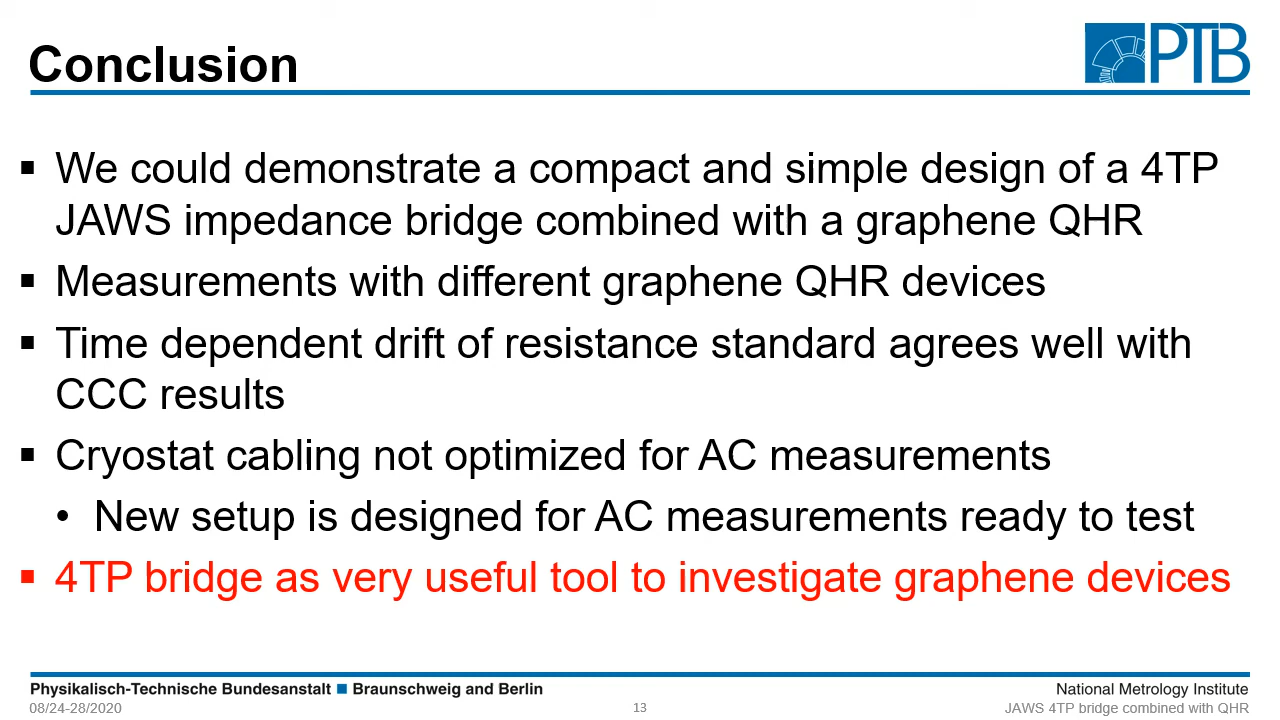 Conclusion
PTB
▪ We could demonstrate a compact and simple design of a 4TP
JAWS impedance bridge combined with a graphene QHR
▪ Measurements with different graphene QHR devices
▪ Time dependent drift of resistance standard agrees well with
CCC results
▪ Cryostat cabling not optimized for AC measurements
• New setup is designed for AC measurements ready to test
▪ 4TP bridge as very useful tool to investigate graphene devices
Physikalisch-Technische Bundesanstalt ■ Braunschweig and Berlin
National Metrology Institute
08/24-28/2020
13
JAWS 4TP bridge combined with QHR